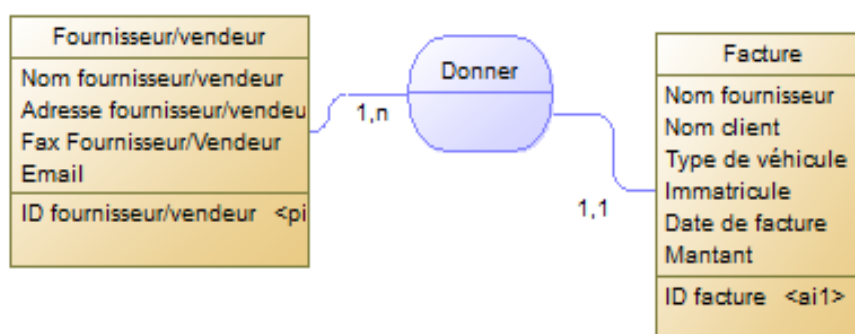 Fournisseur/vendeur
Nom fournisseur/vendeur
Adresse fournisseur/vendeu
Fax Fournisseur/Vendeur
Email
ID fournisseur/vendeur <pi
1,n
Donner
1,1
Facture
Nom fournisseur
Nom client
Type de véhicule
Immatricule
Date de facture
Mantant
ID facture <ai1>